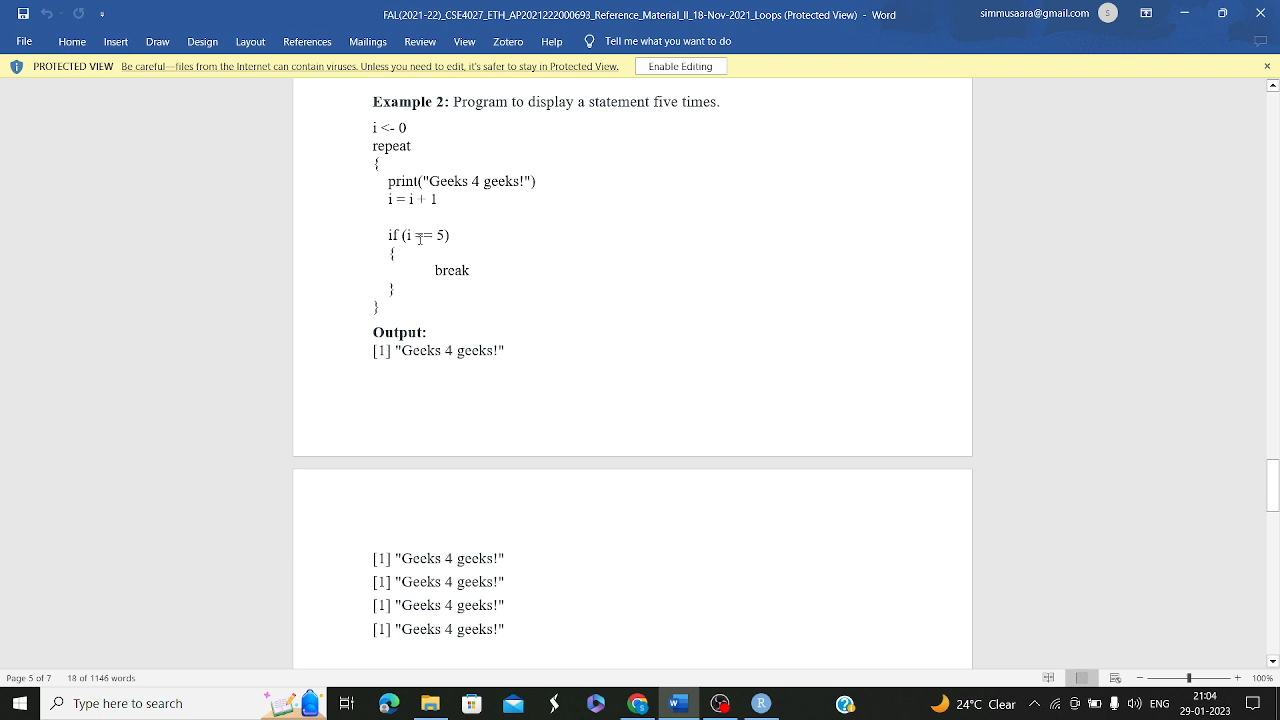 FAL(2021-22)_CSE4027_ETH_AP2021222000693_Reference_Material_II_18-Nov-2021_Loops (Protected View) - Word
simmusaara@gmail.com
S
File Home Insert Draw Design Layout References Mailings Review View Zotero Help Tell me what you want to do
PROTECTED VIEW Be careful—files from the Internet can contain viruses. Unless you need to edit, it's safer to stay in Protected View. Enable Editing
Example 2: Program to display a statement five times.
i <- 0
repeat
{
print("Geeks 4 geeks!")
i = i + 1
if (i == 5)
{
break
}
}
Output:
[1] "Geeks 4 geeks!"
[1] "Geeks 4 geeks!"
[1] "Geeks 4 geeks!"
[1] "Geeks 4 geeks!"
[1] "Geeks 4 geeks!"
Page 5 of 7 18 of 1146 words
100%
Type here to search
24°C Clear
ENG
21:04
29-01-2023